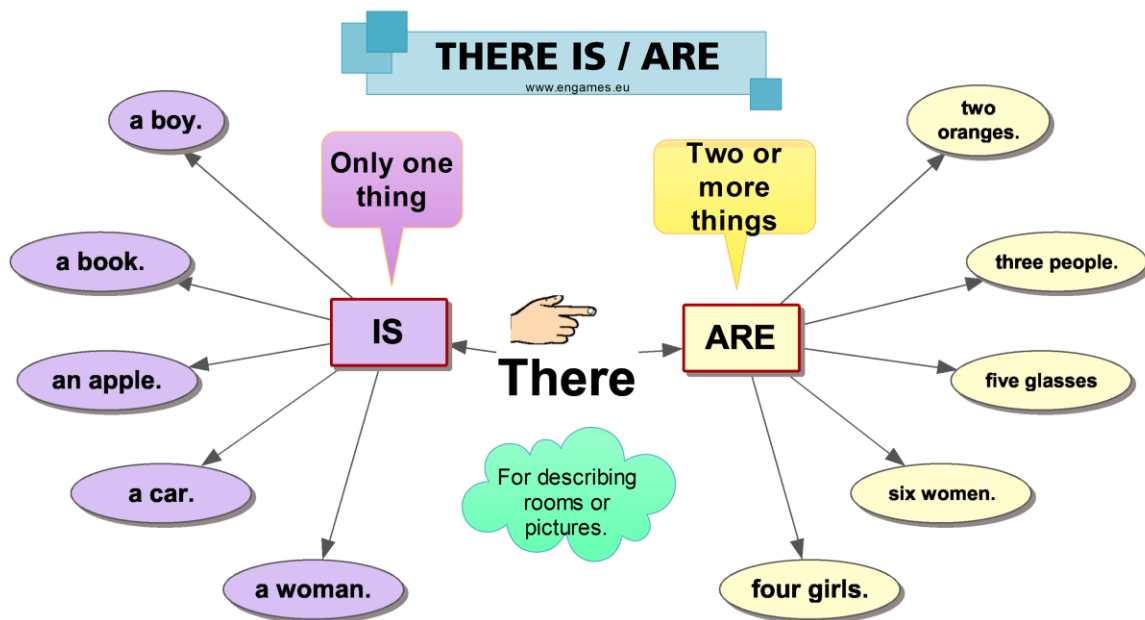 THERE IS / ARE
www.engames.eu
a boy.
Only one
thing
Two or
more
things
two
oranges.
a book.
three people.
IS
There
ARE
an apple.
five glasses
a car.
For describing
rooms or
pictures.
six women.
a woman.
four girls.